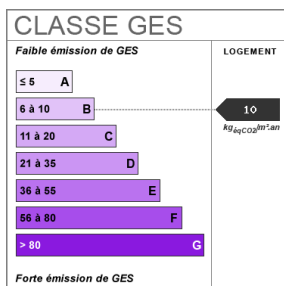 CLASSE GES
Faible émission de GES
LOGEMENT
≤ 5 A
6 à 10 B
10
kgéqCO2/m².an
11 à 20 C
21 à 35 D
36 à 55 E
56 à 80 F
> 80 G
Forte émission de GES